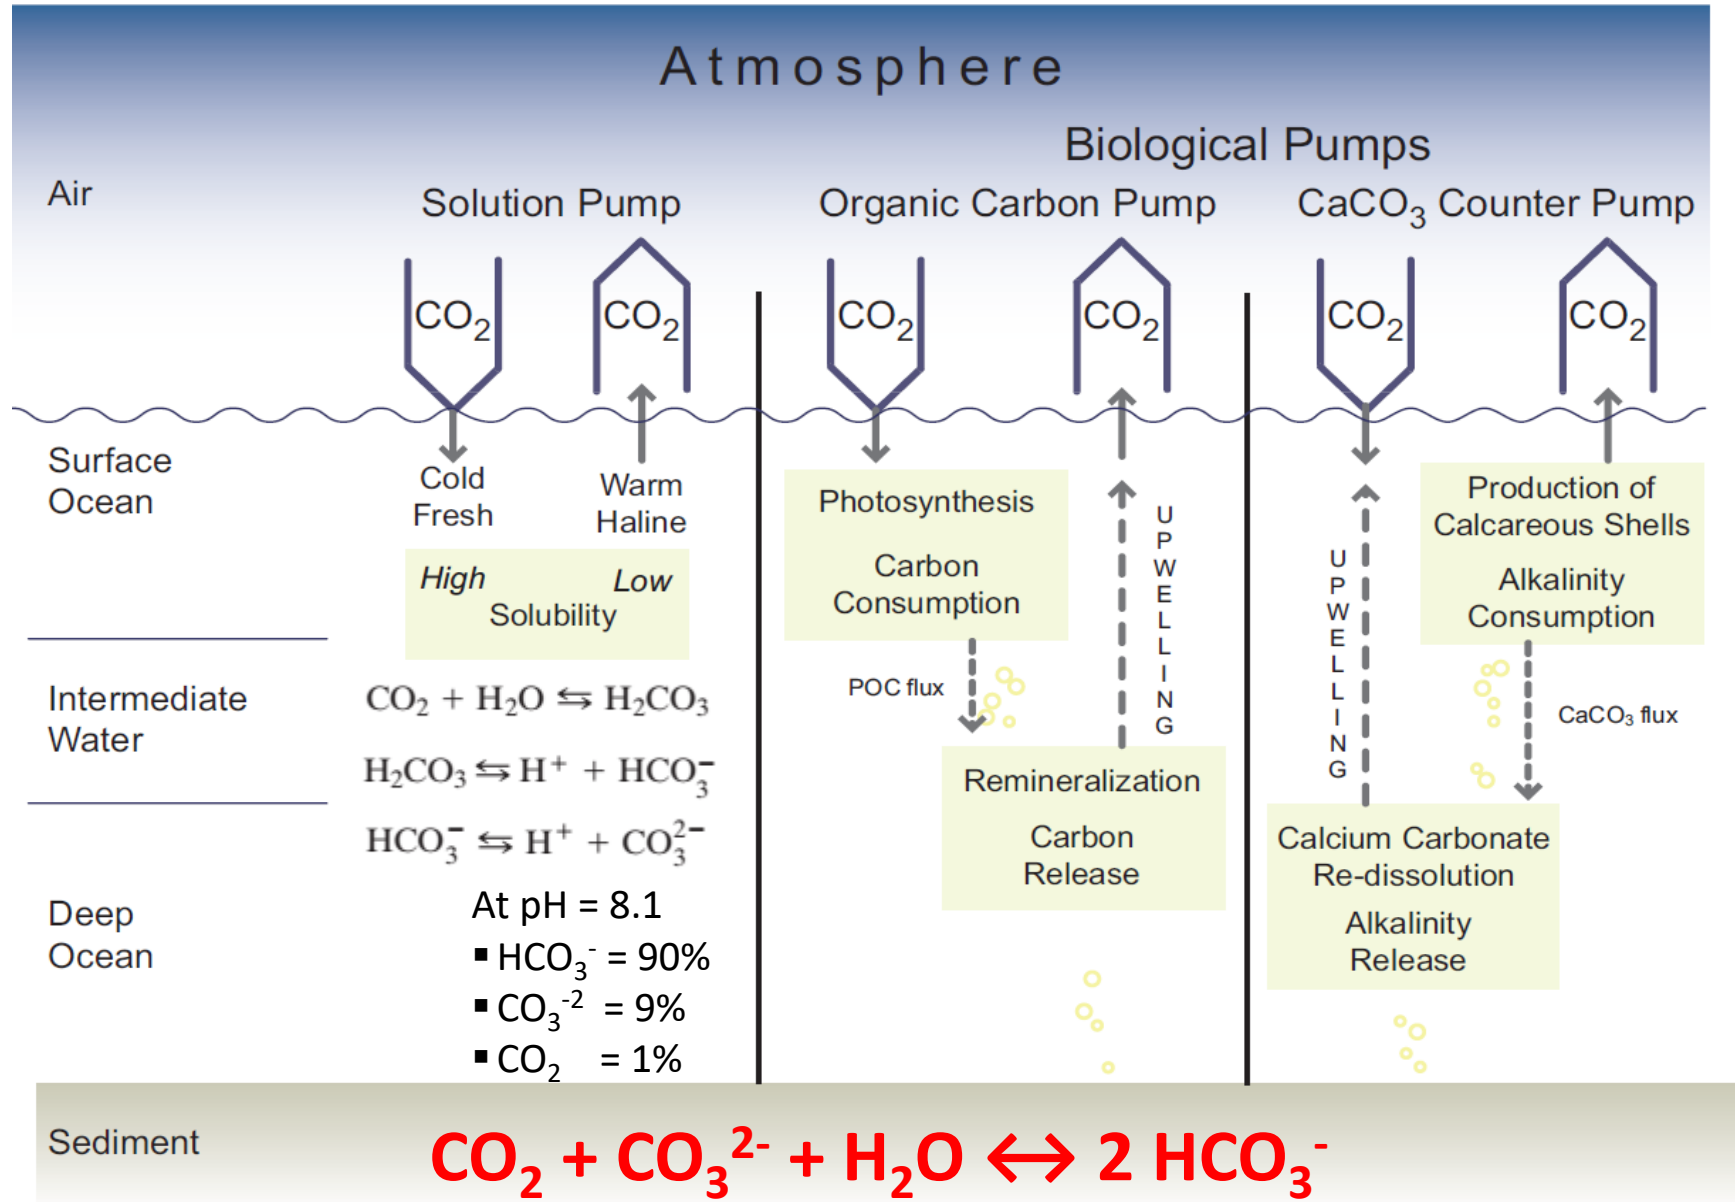 Atmosphere
Biological Pumps
Air
Solution Pump
Organic Carbon Pump
CaCO₃ Counter Pump
CO₂
CO₂
CO₂
CO₂
CO₂
CO₂
Surface
Ocean
Cold
Fresh
Warm
Haline
High
Low
Solubility
Photosynthesis
Carbon
Consumption
UPWELLING
UPWELLING
Production of
Calcareous Shells
Alkalinity
Consumption
Intermediate
Water
CO₂ + H₂O ⇆ H₂CO₃
H₂CO₃ ⇆ H⁺ + HCO₃⁻
HCO₃⁻ ⇆ H⁺ + CO₃²⁻
POC flux
CaCO₃ flux
Remineralization
Carbon
Release
Calcium Carbonate
Re-dissolution
Alkalinity
Release
Deep
Ocean
At pH = 8.1
▪ HCO₃⁻ = 90%
▪ CO₃⁻² = 9%
▪ CO₂ = 1%
Sediment
CO₂ + CO₃²⁻ + H₂O ↔ 2 HCO₃⁻